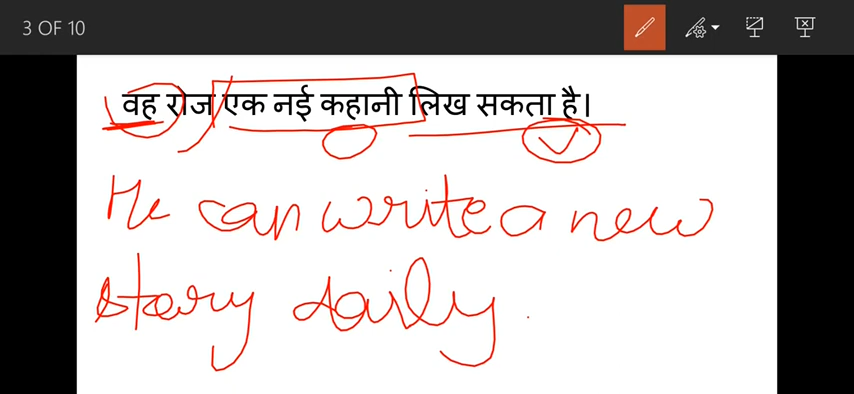 3 OF 10
वह राज एक नई कहानी लिख सकता है।
He can write a new
story daily.